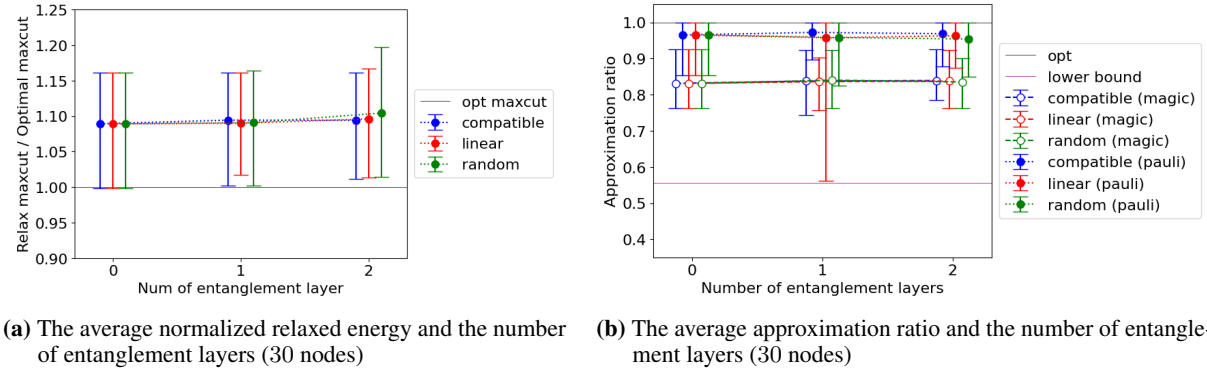 1.25
1.20
1.15
1.10
1.05
1.00
0.95
0.90
Relax maxcut / Optimal maxcut
0 1 2
Num of entanglement layer
opt maxcut
compatible
linear
random
1.0
0.9
0.8
0.7
0.6
0.5
0.4
Approximation ratio
0 1 2
Number of entanglement layers
opt
lower bound
compatible (magic)
linear (magic)
random (magic)
compatible (pauli)
linear (pauli)
random (pauli)
(a) The average normalized relaxed energy and the number
of entanglement layers (30 nodes)
(b) The average approximation ratio and the number of entangle-
ment layers (30 nodes)